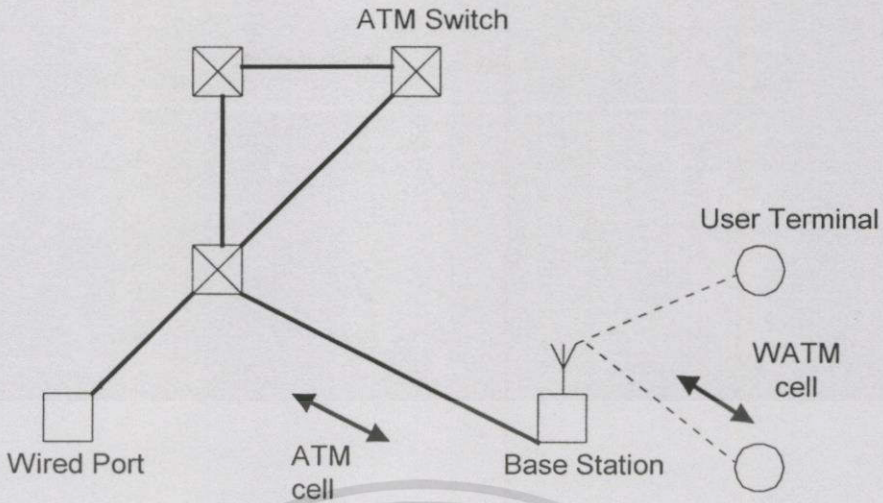 ATM Switch
User Terminal
WATM
cell
Wired Port
ATM
cell
Base Station